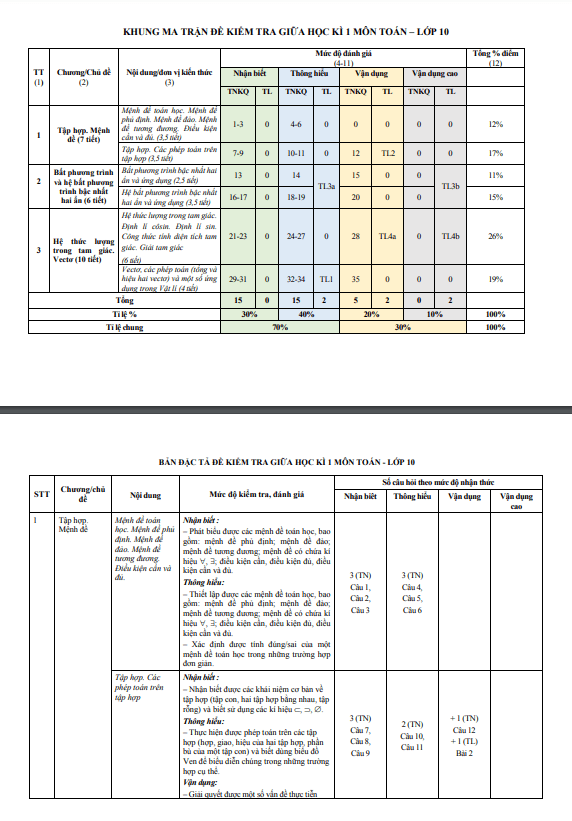 KHUNG MA TRẬN ĐỀ KIỂM TRA GIỮA HỌC KÌ 1 MÔN TOÁN – LỚP 10
TT
(1)
Chương/Chủ đề
(2)
Nội dung/đơn vị kiến thức
(3)
Mức độ đánh giá
(4-11)
Tổng % điểm
(12)
Nhận biết Thông hiểu Vận dụng Vận dụng cao
TNKQ TL TNKQ TL TNKQ TL TNKQ TL
1
Tập hợp. Mệnh
đề (7 tiết)
Mệnh đề toán học. Mệnh đề
phủ định. Mệnh đề đảo. Mệnh
đề tương đương. Điều kiện
cần và đủ. (3,5 tiết)
1-3 0 4-6 0 0 0 0 0 12%
Tập hợp. Các phép toán trên
tập hợp (3,5 tiết)
7-9 0 10-11 0 12 TL2 0 0 17%
2
Bất phương trình
và hệ bất phương
trình bậc nhất
hai ẩn (6 tiết)
Bất phương trình bậc nhất hai
ẩn và ứng dụng (2,5 tiết)
13 0 14 TL3a 15 0 0 TL3b 11%
Hệ bất phương trình bậc nhất
hai ẩn và ứng dụng (3,5 tiết)
16-17 0 18-19 20 0 0 15%
3
Hệ thức lượng
trong tam giác.
Vectơ (10 tiết)
Hệ thức lượng trong tam giác.
Định lí côsin. Định lí sin.
Công thức tính diện tích tam
giác. Giải tam giác
(6 tiết)
21-23 0 24-27 0 28 TL4a 0 TL4b 26%
Vectơ, các phép toán (tổng và
hiệu hai vectơ) và một số ứng
dụng trong Vật lí (4 tiết)
29-31 0 32-34 TL1 35 0 0 0 19%
Tổng 15 0 15 2 5 2 0 2
Tỉ lệ % 30% 40% 20% 10% 100%
Tỉ lệ chung 70% 30% 100%
BẢN ĐẶC TẢ ĐỀ KIỂM TRA GIỮA HỌC KÌ 1 MÔN TOÁN - LỚP 10
STT
Chương/chủ
đề
Nội dung
Mức độ kiểm tra, đánh giá
Số câu hỏi theo mức độ nhận thức
Nhận biêt Thông hiểu Vận dụng Vận dụng
cao
1
Tập hợp.
Mệnh đề
Mệnh đề toán
học. Mệnh đề phủ
định. Mệnh đề
đảo. Mệnh đề
tương đương.
Điều kiện cần và
đủ.
Nhận biết :
– Phát biểu được các mệnh đề toán học, bao
gồm: mệnh đề phủ định; mệnh đề đảo;
mệnh đề tương đương; mệnh đề có chứa kí
hiệu ∀, ∃; điều kiện cần, điều kiện đủ, điều
kiện cần và đủ.
Thông hiểu:
– Thiết lập được các mệnh đề toán học, bao
gồm: mệnh đề phủ định; mệnh đề đảo;
mệnh đề tương đương; mệnh đề có chứa kí
hiệu ∀, ∃; điều kiện cần, điều kiện đủ, điều
kiện cần và đủ.
– Xác định được tính đúng/sai của một
mệnh đề toán học trong những trường hợp
đơn giản.
3 (TN)
Câu 1,
Câu 2,
Câu 3
3 (TN)
Câu 4,
Câu 5,
Câu 6
Tập hợp. Các
phép toán trên
tập hợp
Nhận biết :
– Nhận biết được các khái niệm cơ bản về
tập hợp (tập con, hai tập hợp bằng nhau, tập
rỗng) và biết sử dụng các kí hiệu ⊂, ⊃, ∅.
Thông hiểu:
– Thực hiện được phép toán trên các tập
hợp (hợp, giao, hiệu của hai tập hợp, phần
bù của một tập con) và biết dùng biểu đồ
Ven để biểu diễn chúng trong những trường
hợp cụ thể.
Vận dụng:
– Giải quyết được một số vấn đề thực tiễn
3 (TN)
Câu 7,
Câu 8,
Câu 9
2 (TN)
Câu 10,
Câu 11
+ 1 (TN)
Câu 12
+ 1 (TL)
Bài 2